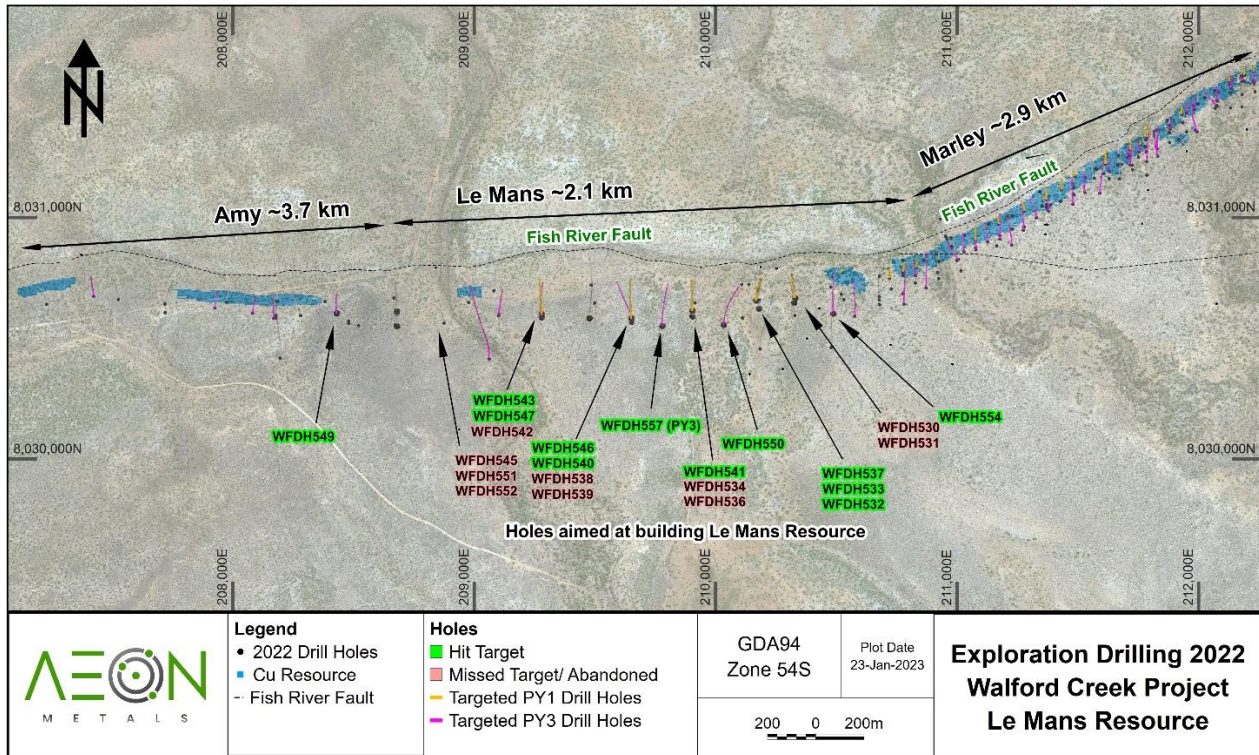 208,000E
209,000E
210,000E
211,000E
212,000E
N
Marley ~2.9 km
Le Mans ~2.1 km
Fish River Fault
8,031,000N
Amy ~3.7 km
Fish River Fault
8,031,000N
WFDH543
WFDH547
WFDH542
WFDH549
WFDH557 (PY3)
WFDH550
WFDH530
WFDH531
WFDH554
WFDH545
WFDH551
WFDH552
WFDH546
WFDH540
WFDH538
WFDH539
WFDH541
WFDH534
WFDH536
WFDH537
WFDH533
WFDH532
8,030,000N
8,030,000N
Holes aimed at building Le Mans Resource
208,000E
209,000E
210,000E
211,000E
212,000E
AEON
METALS
Legend
2022 Drill Holes
Cu Resource
Fish River Fault
Holes
Hit Target
Missed Target/ Abandoned
Targeted PY1 Drill Holes
Targeted PY3 Drill Holes
GDA94
Zone 54S
Plot Date
23-Jan-2023
200 0 200m
Exploration Drilling 2022
Walford Creek Project
Le Mans Resource